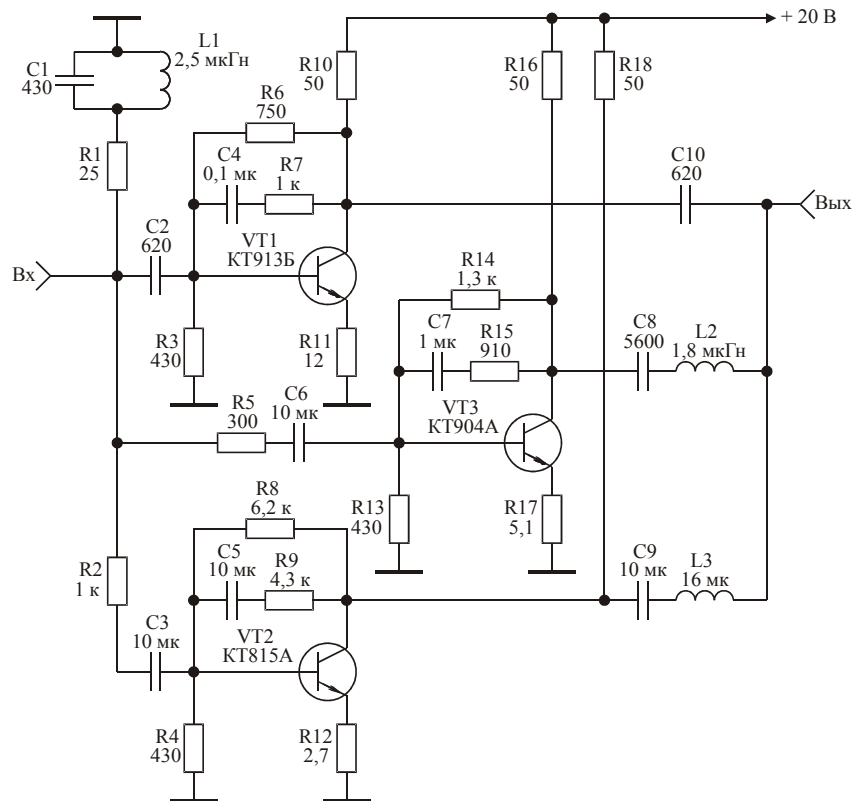 + 20 В
L1
2,5 мкГн
C1
430
R10
50
R16
50
R18
50
R6
750
R1
25
C4
0,1 мк
R7
1 к
C10
620
Вых
C2
620
VT1
КТ913Б
Вх
R14
1,3 к
R3
430
R11
12
C7
1 мк
R15
910
C8
5600
L2
1,8 мкГн
R5
300
C6
10 мк
VT3
КТ904А
R8
6,2 к
R13
430
R17
5,1
R2
1 к
C5
10 мк
R9
4,3 к
C9
10 мк
L3
16 мк
C3
10 мк
VT2
КТ815А
R4
430
R12
2,7